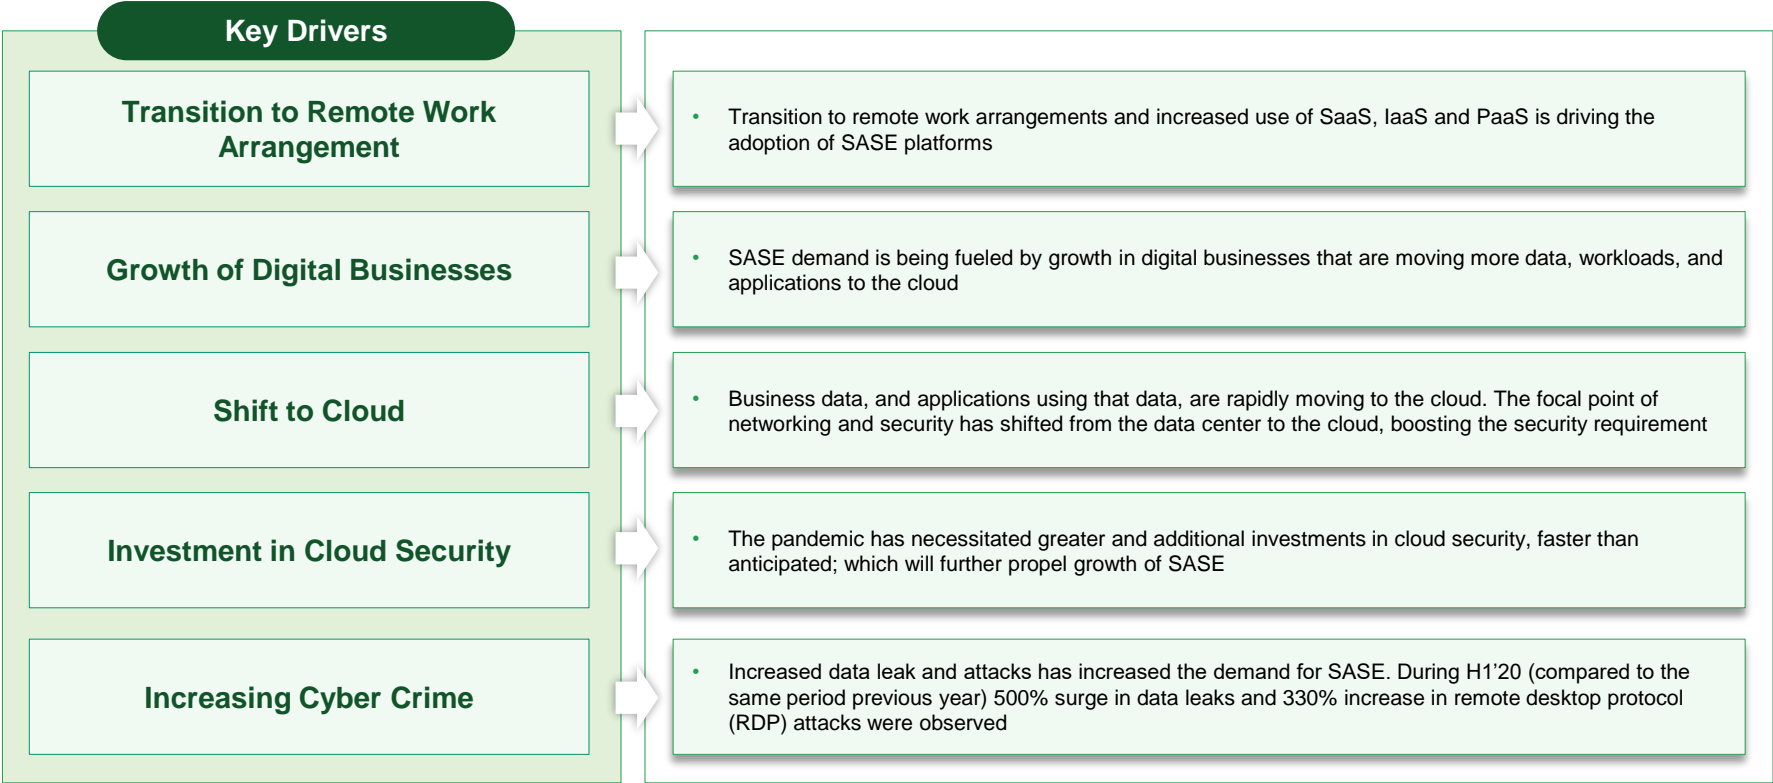 Key Drivers
Transition to Remote Work
Arrangement
• Transition to remote work arrangements and increased use of SaaS, IaaS and PaaS is driving the
adoption of SASE platforms
Growth of Digital Businesses
• SASE demand is being fueled by growth in digital businesses that are moving more data, workloads, and
applications to the cloud
Shift to Cloud
• Business data, and applications using that data, are rapidly moving to the cloud. The focal point of
networking and security has shifted from the data center to the cloud, boosting the security requirement
Investment in Cloud Security
• The pandemic has necessitated greater and additional investments in cloud security, faster than
anticipated; which will further propel growth of SASE
Increasing Cyber Crime
• Increased data leak and attacks has increased the demand for SASE. During H1’20 (compared to the
same period previous year) 500% surge in data leaks and 330% increase in remote desktop protocol
(RDP) attacks were observed